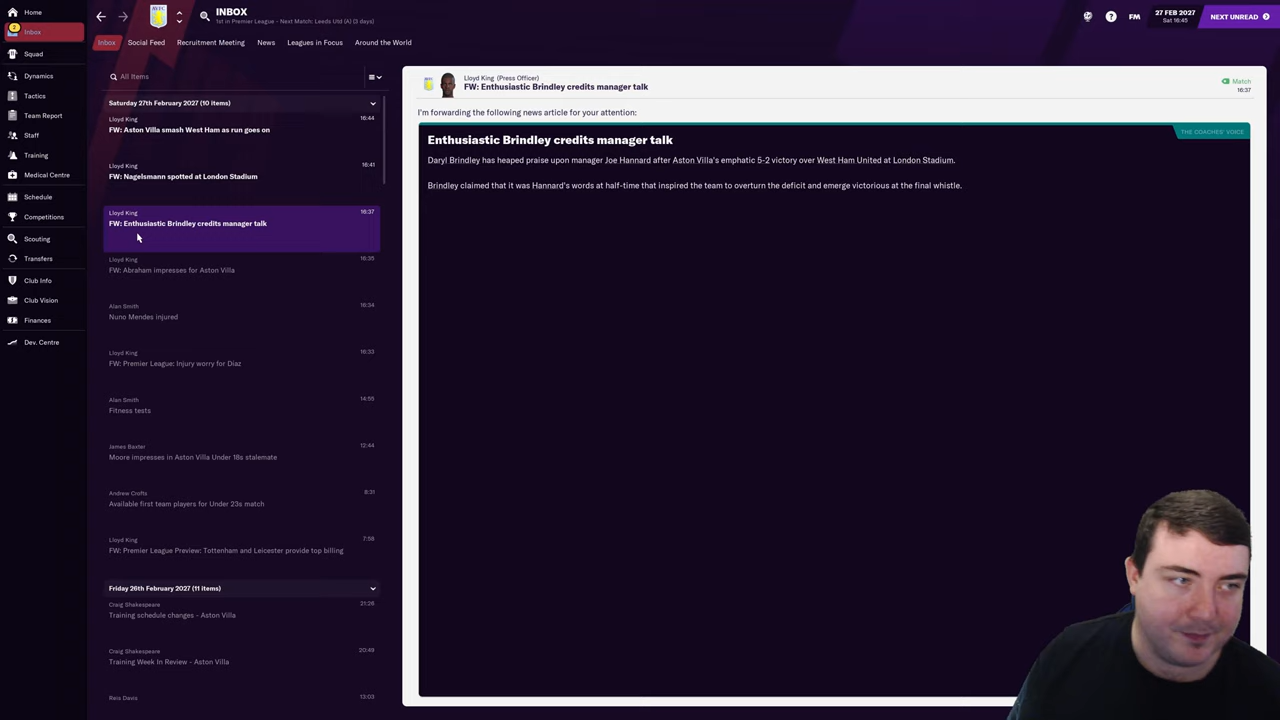 Home
Inbox
2
Squad
Dynamics
Tactics
Team Report
Staff
Training
Medical Centre
Schedule
Competitions
Scouting
Transfers
Club Info
Club Vision
Finances
Dev. Centre
AVFC
INBOX
1st in Premier League - Next Match: Leeds Utd (A) (3 days)
?
FM
27 FEB 2027
Sat 16:45
NEXT UNREAD
Inbox
Social Feed
Recruitment Meeting
News
Leagues in Focus
Around the World
All Items
Saturday 27th February 2027 (10 items)
Lloyd King
16:44
FW: Aston Villa smash West Ham as run goes on
Lloyd King
16:41
FW: Nagelsmann spotted at London Stadium
Lloyd King
16:37
FW: Enthusiastic Brindley credits manager talk
Lloyd King
16:35
FW: Abraham impresses for Aston Villa
Alan Smith
16:34
Nuno Mendes injured
Lloyd King
16:33
FW: Premier League: Injury worry for Díaz
Alan Smith
14:55
Fitness tests
James Baxter
12:44
Moore impresses in Aston Villa Under 18s stalemate
Andrew Crofts
8:31
Available first team players for Under 23s match
Lloyd King
7:58
FW: Premier League Preview: Tottenham and Leicester provide top billing
Friday 26th February 2027 (11 items)
Craig Shakespeare
21:26
Training schedule changes - Aston Villa
Craig Shakespeare
20:49
Training Week In Review - Aston Villa
Reis Davis
13:03
Lloyd King (Press Officer)
FW: Enthusiastic Brindley credits manager talk
Match
16:37
I'm forwarding the following news article for your attention:
THE COACHES' VOICE
Enthusiastic Brindley credits manager talk
Daryl Brindley has heaped praise upon manager Joe Hannard after Aston Villa's emphatic 5-2 victory over West Ham United at London Stadium.
Brindley claimed that it was Hannard's words at half-time that inspired the team to overturn the deficit and emerge victorious at the final whistle.